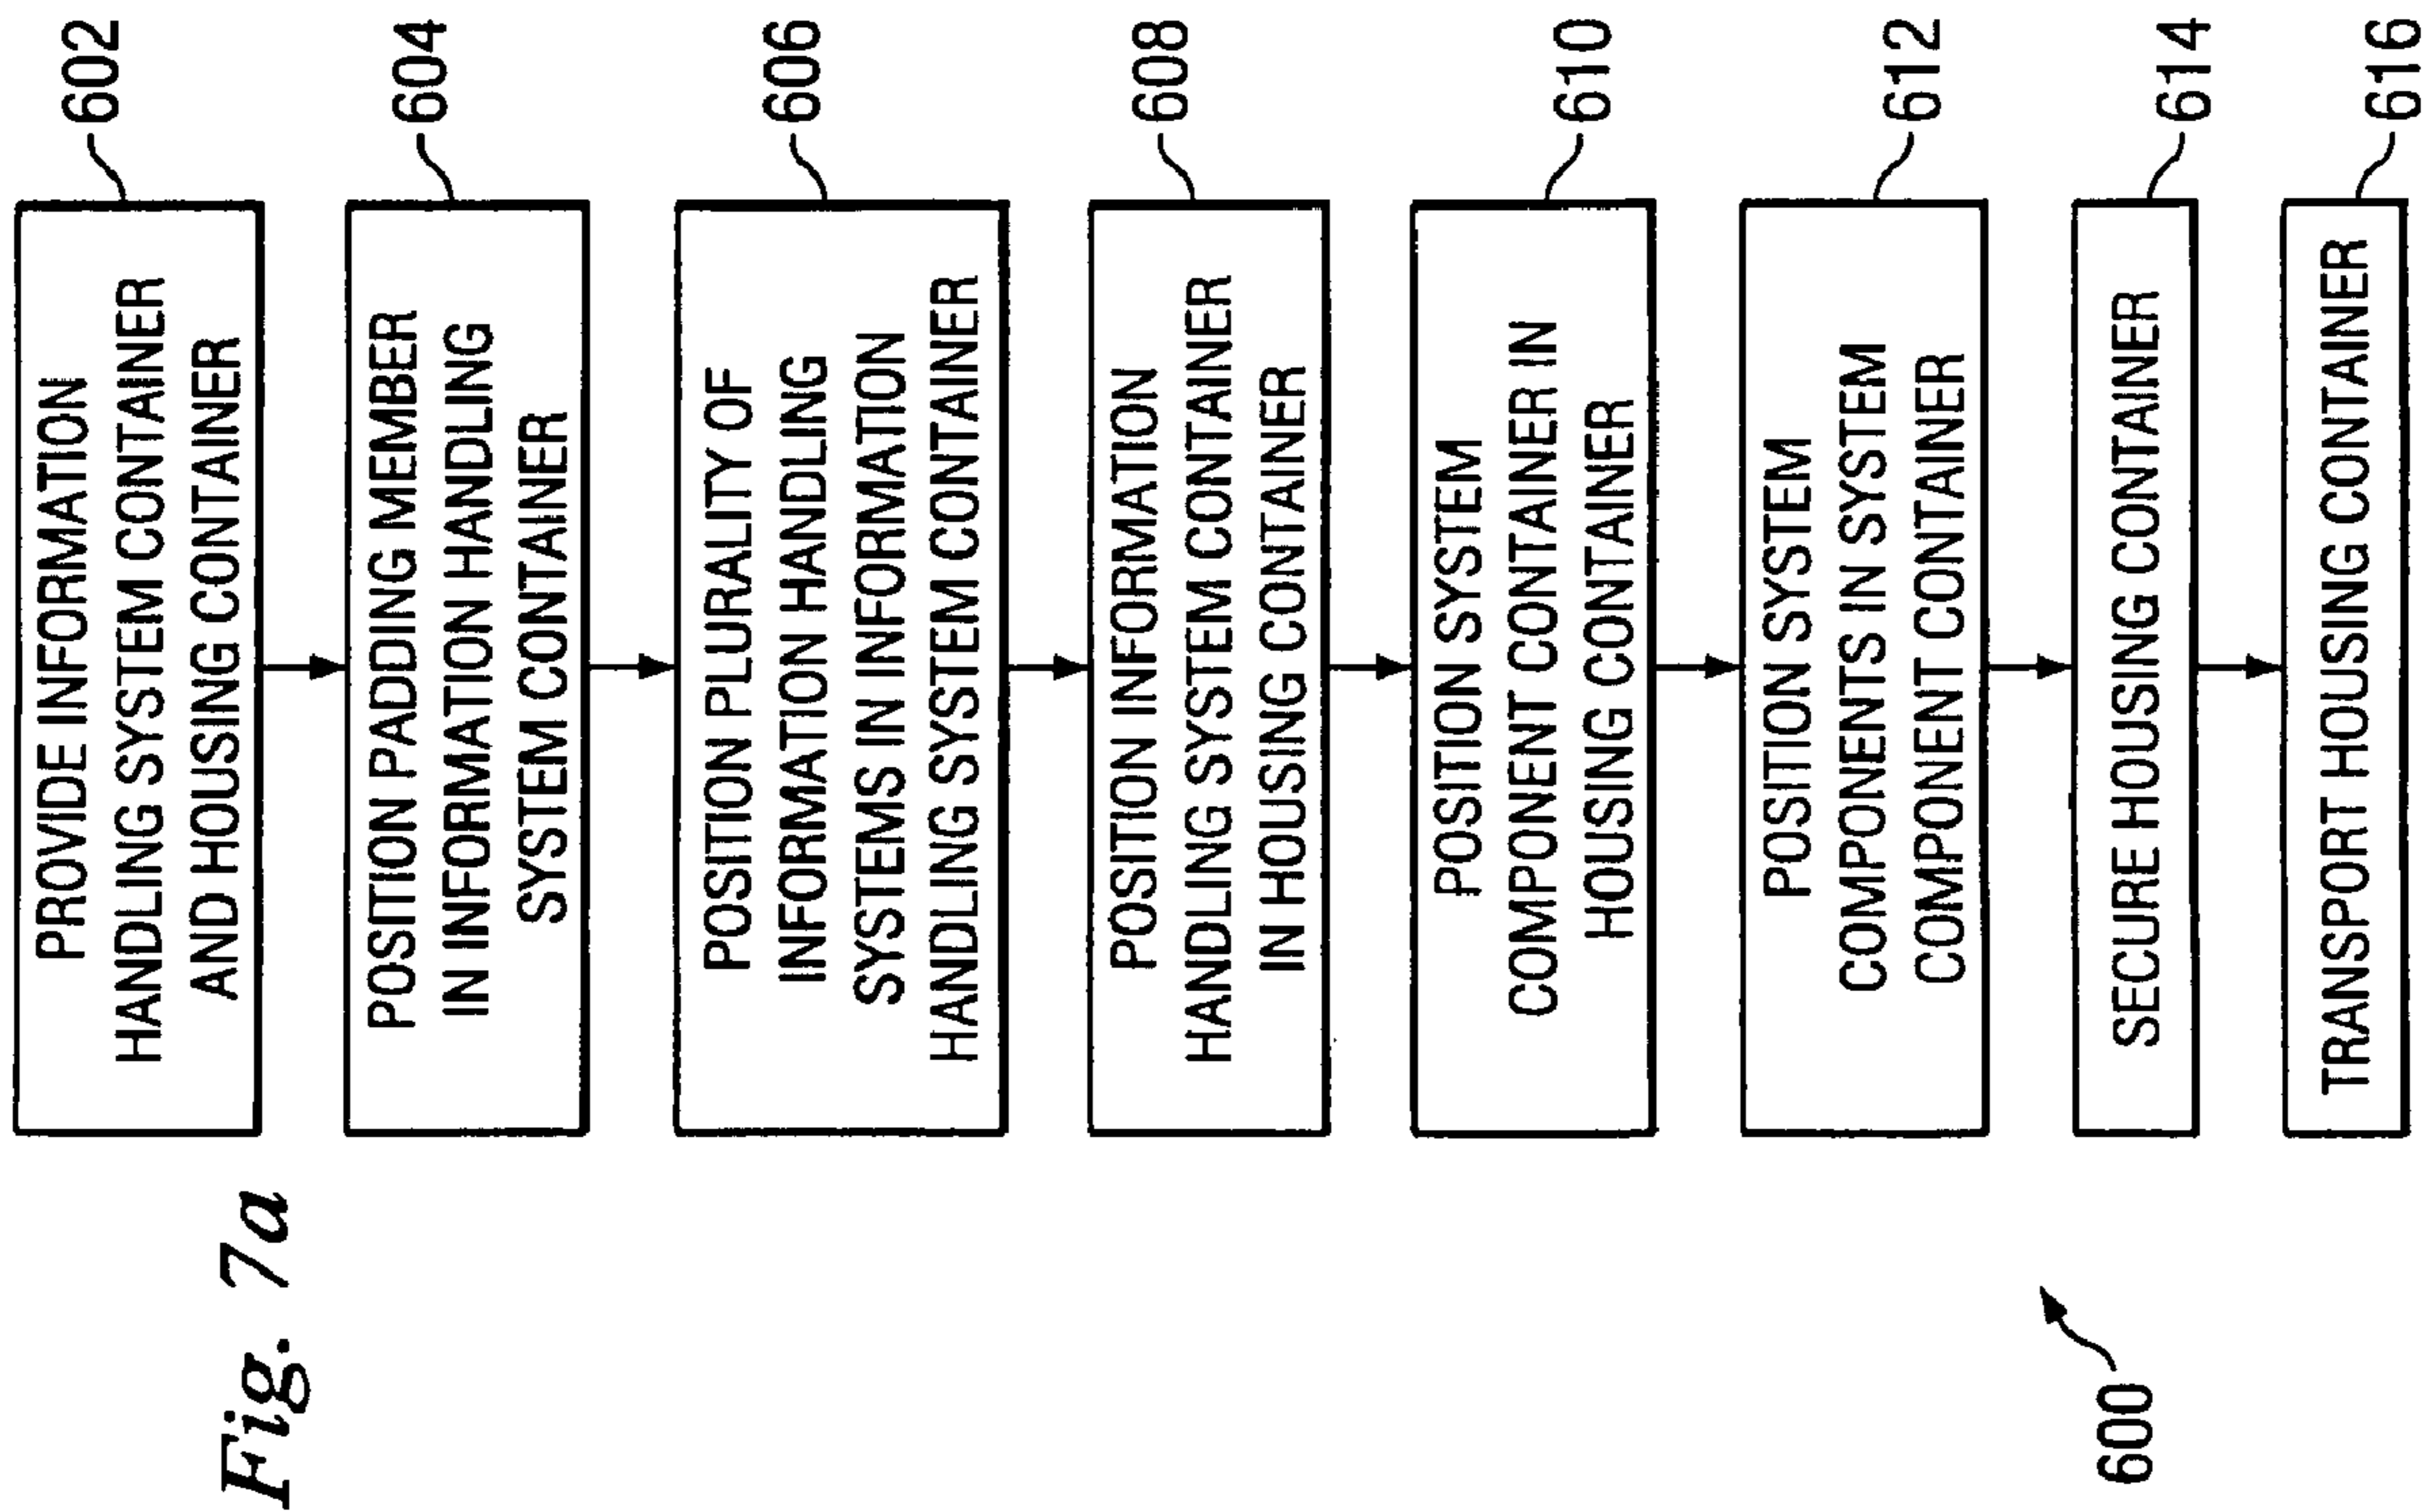 Fig. 7a
PROVIDE INFORMATION
HANDLING SYSTEM CONTAINER
AND HOUSING CONTAINER
602
POSITION PADDING MEMBER
IN INFORMATION HANDLING
SYSTEM CONTAINER
604
POSITION PLURALITY OF
INFORMATION HANDLING
SYSTEMS IN INFORMATION
HANDLING SYSTEM CONTAINER
606
POSITION INFORMATION
HANDLING SYSTEM CONTAINER
IN HOUSING CONTAINER
608
POSITION SYSTEM
COMPONENT CONTAINER IN
HOUSING CONTAINER
610
POSITION SYSTEM
COMPONENTS IN SYSTEM
COMPONENT CONTAINER
612
SECURE HOUSING CONTAINER
614
TRANSPORT HOUSING CONTAINER
616
600